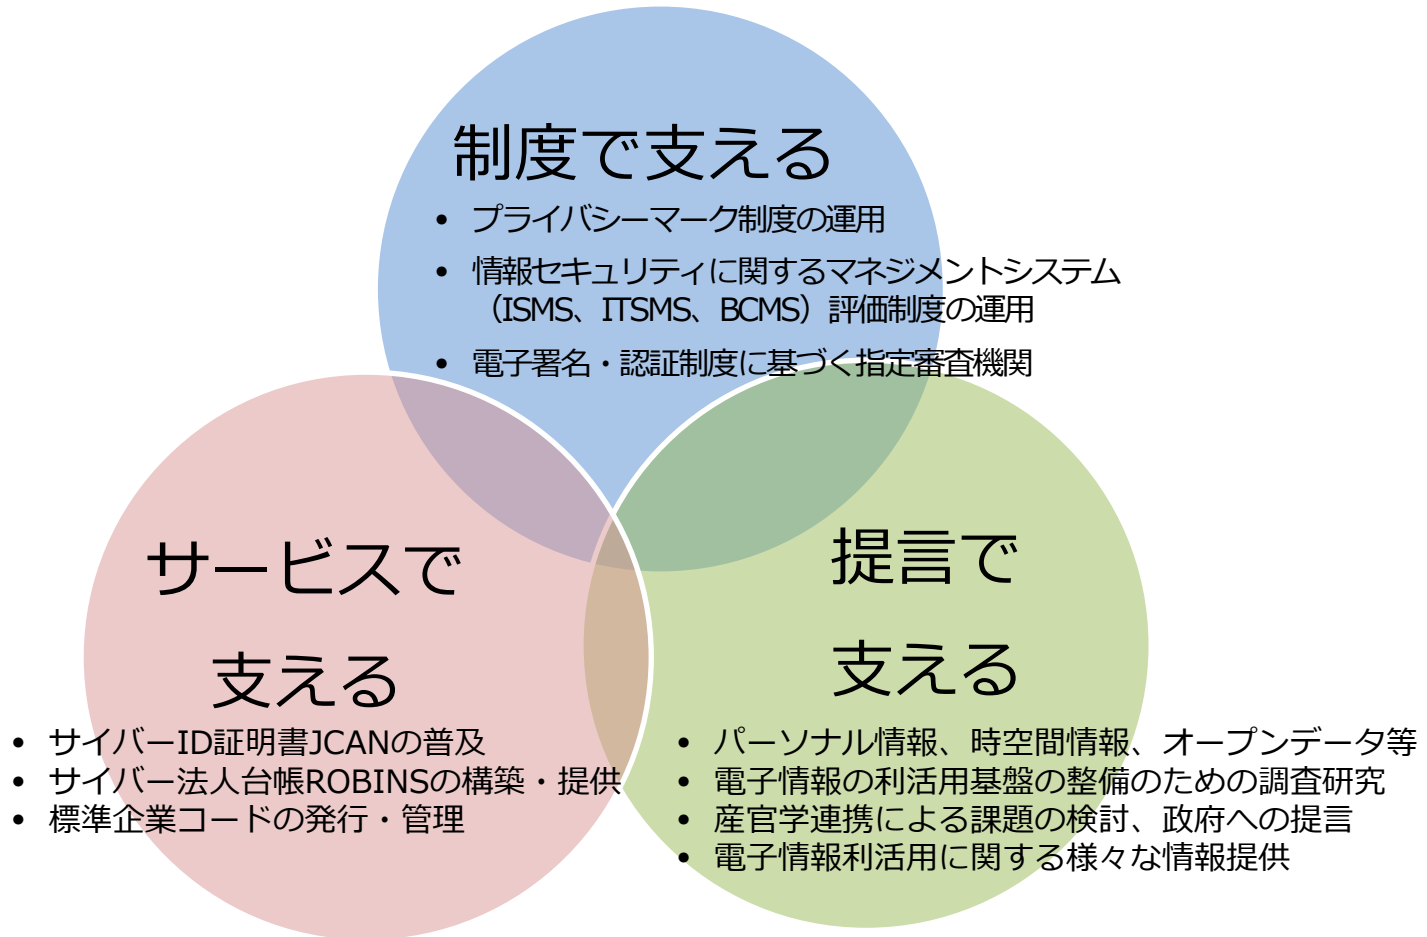 制度で支える
• プライバシーマーク制度の運用
• 情報セキュリティに関するマネジメントシステム
（ISMS、ITSMS、BCMS）評価制度の運用
• 電子署名・認証制度に基づく指定審査機関
サービスで
支える
• サイバーID証明書JCANの普及
• サイバー法人台帳ROBINSの構築・提供
• 標準企業コードの発行・管理
提言で
支える
• パーソナル情報、時空間情報、オープンデータ等
• 電子情報の利活用基盤の整備のための調査研究
• 産官学連携による課題の検討、政府への提言
• 電子情報利活用に関する様々な情報提供